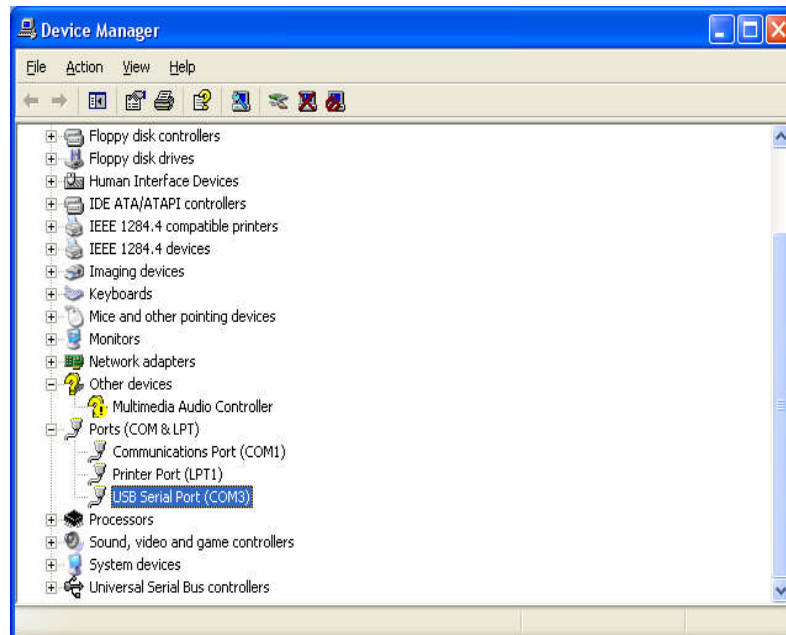 Device Manager
File Action View Help
Floppy disk controllers
Floppy disk drives
Human Interface Devices
IDE ATA/ATAPI controllers
IEEE 1284.4 compatible printers
IEEE 1284.4 devices
Imaging devices
Keyboards
Mice and other pointing devices
Monitors
Network adapters
Other devices
Multimedia Audio Controller
Ports (COM & LPT)
Communications Port (COM1)
Printer Port (LPT1)
USB Serial Port (COM3)
Processors
Sound, video and game controllers
System devices
Universal Serial Bus controllers